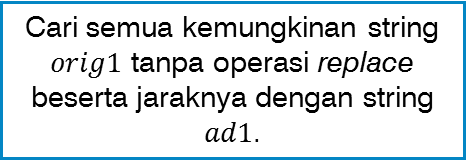 Cari semua kemungkinan string
orig1 tanpa operasi replace
beserta jaraknya dengan string
ad1.